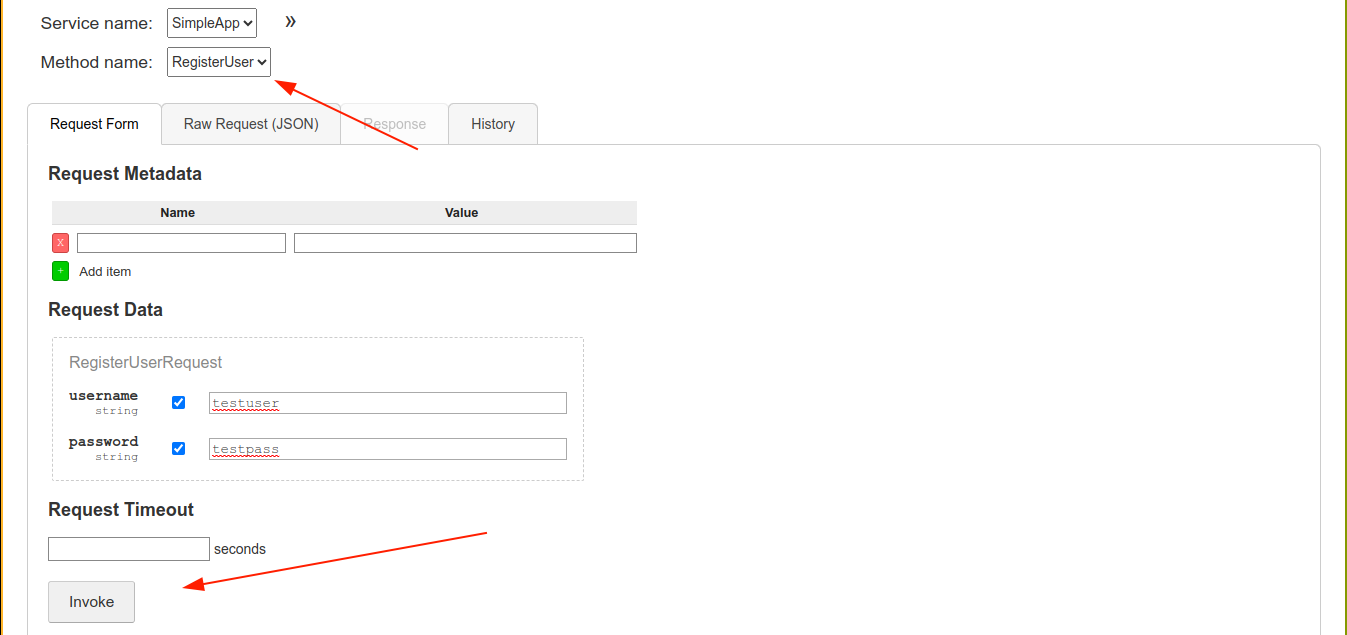 Service name: SimpleApp »
Method name: RegisterUser
Request Form Raw Request (JSON) Response History
Request Metadata
Name Value
X
+ Add item
Request Data
RegisterUserRequest
username testuser
string
password testpass
string
Request Timeout
seconds
Invoke